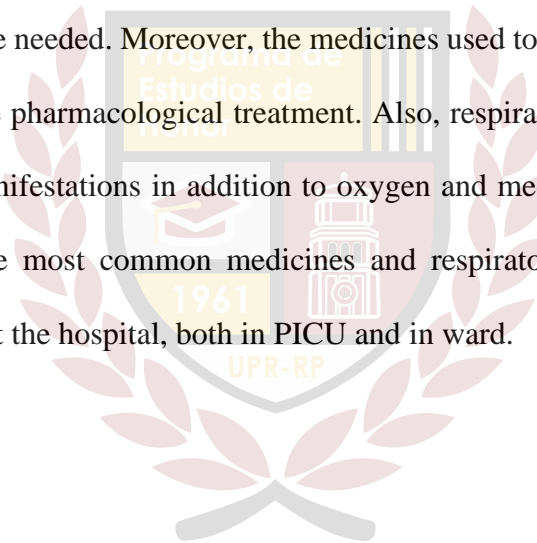 e needed. Moreover, the medicines used to
Programa de
Estudios de
Honor
pharmacological treatment. Also, respira
nifestations in addition to oxygen and me
e most common medicines and respirato
1961
t the hospital, both in PICU and in ward.
UPR-RP